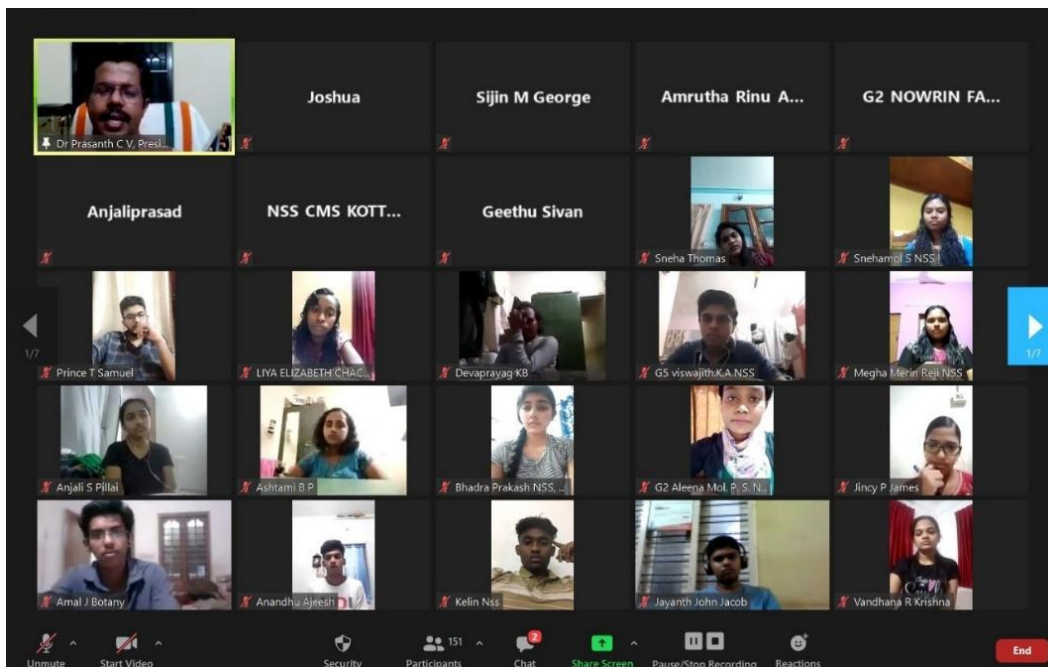 Dr Prasanth C V, Presi...
Joshua
Sijin M George
Amrutha Rinu A...
G2 NOWRIN FA...
Anjaliprasad
NSS CMS KOTT...
Geethu Sivan
Sneha Thomas
Snehamol S NSS
Prince T Samuel
LIYA ELIZABETH CHAC...
Devaprayag KB
G5 viswajith.K.A NSS
Megha Merin Reji NSS
1/7
1/7
Anjali S Pillai
Ashtami B P
Bhadra Prakash NSS, ...
G2 Aleena Mol. P. S. N...
Jincy P James
Amal J Botany
Anandhu Ajeesh
Kelin Nss
Jayanth John Jacob
Vandhana R Krishna
Unmute
Start Video
Security
151
Participants
2
Chat
Share Screen
Pause/Stop Recording
Reactions
End